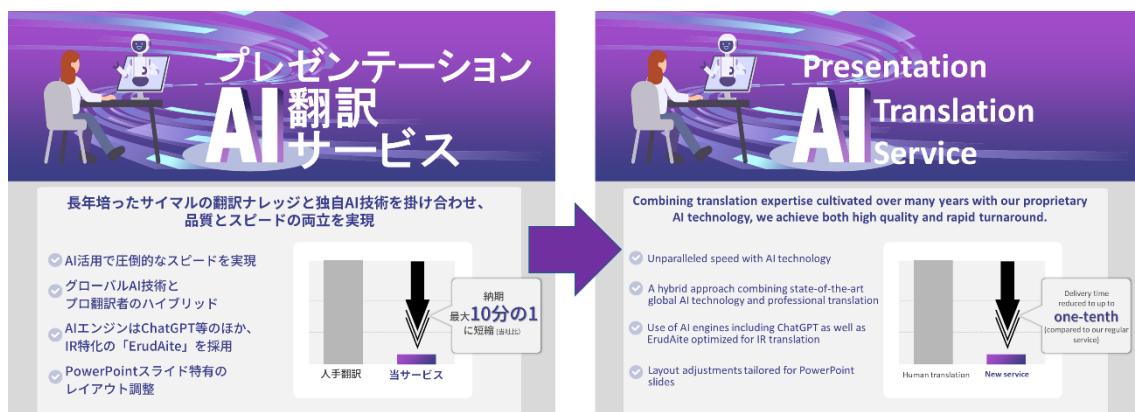 プレゼンテーション
AI 翻訳
サービス
長年培ったサイマルの翻訳ナレッジと独自AI技術を掛け合わせ、
品質とスピードの両立を実現
AI活用で圧倒的なスピードを実現
グローバルAI技術と
プロ翻訳者のハイブリッド
AIエンジンはChatGPT等のほか、
IR特化の「ErudAite」を採用
PowerPointスライド特有の
レイアウト調整
納期
最大10分の1
に短縮 (当社比)
人手翻訳
当サービス
Presentation
AI Translation
Service
Combining translation expertise cultivated over many years with our proprietary
AI technology, we achieve both high quality and rapid turnaround.
Unparalleled speed with AI technology
A hybrid approach combining state-of-the-art
global AI technology and professional translation
Use of AI engines including ChatGPT as well as
ErudAite optimized for IR translation
Layout adjustments tailored for PowerPoint
slides
Delivery time
reduced to up to
one-tenth
(compared to our regular
service)
Human translation
New service